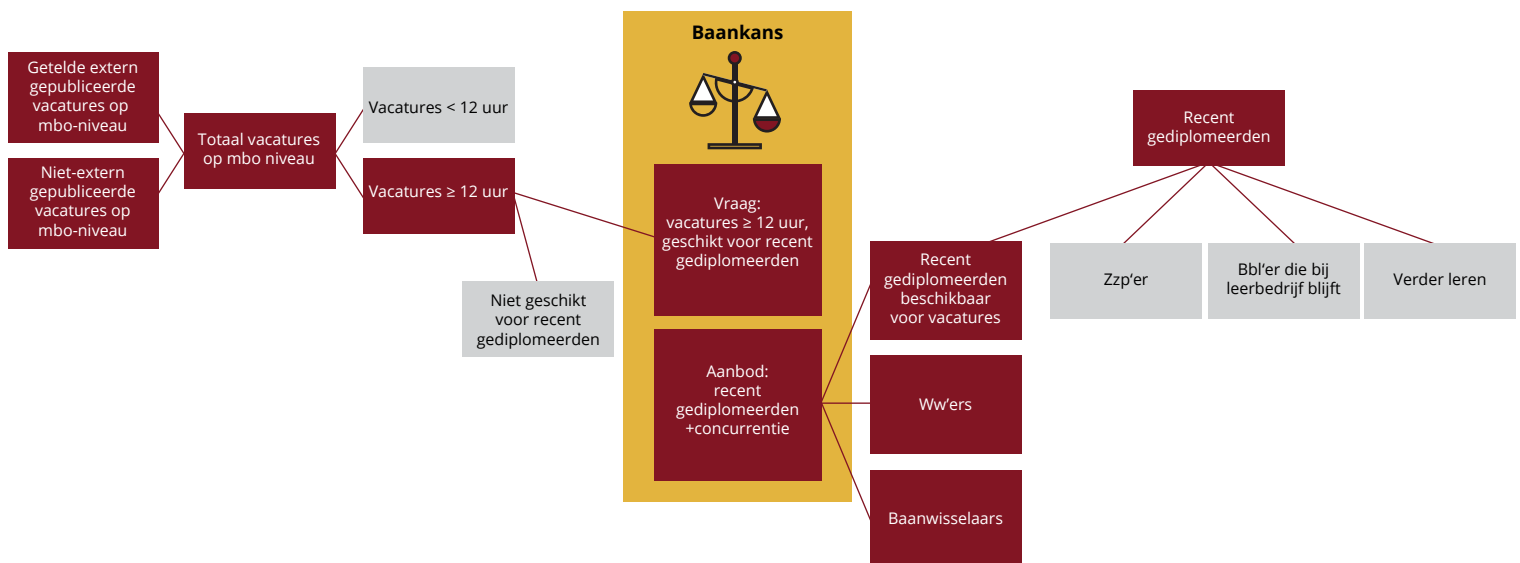 Getelde extern
gepubliceerde
vacatures op
mbo-niveau
Niet-extern
gepubliceerde
vacatures op
mbo-niveau
Totaal vacatures
op mbo niveau
Vacatures < 12 uur
Vacatures ≥ 12 uur
Niet geschikt
voor recent
gediplomeerden
Baankans
Vraag:
vacatures ≥ 12 uur,
geschikt voor recent
gediplomeerden
Aanbod:
recent
gediplomeerden
+concurrentie
Recent
gediplomeerden
Recent
gediplomeerden
beschikbaar
voor vacatures
Zzp‘er
Bbl‘er die bij
leerbedrijf blijft
Verder leren
Ww’ers
Baanwisselaars